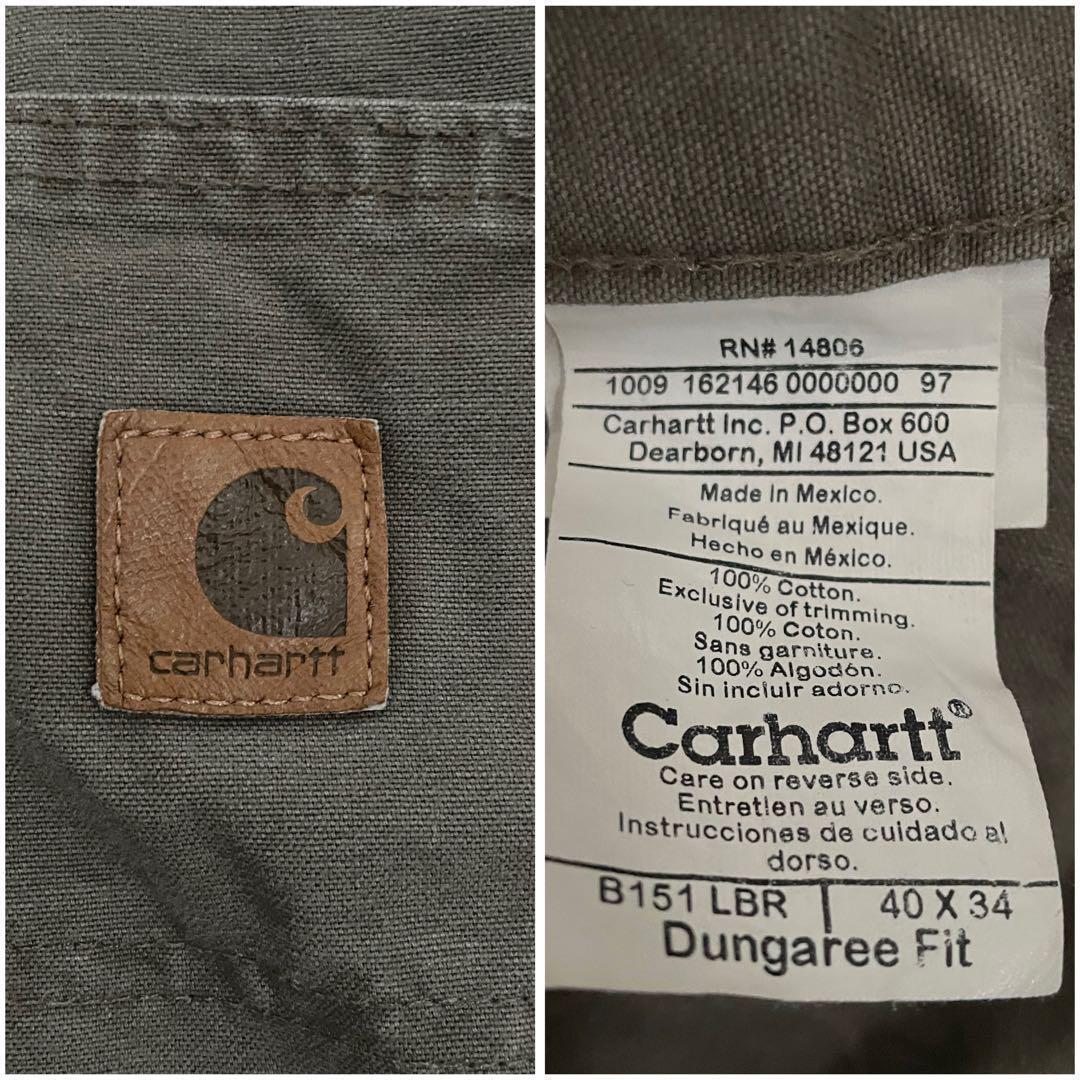 carhartt
RN# 14806
1009 162146 0000000 97
Carhartt Inc. P.O. Box 600
Dearborn, MI 48121 USA
Made in Mexico.
Fabriqué au Mexique.
Hecho en México.
100% Cotton.
Exclusive of trimming.
100% Coton.
Sans garniture.
100% Algodón.
Sin incluir adorno.
Carhartt®
Care on reverse side.
Entretien au verso.
Instrucciones de cuidado al
dorso.
B151 LBR | 40 X 34
Dungaree Fit